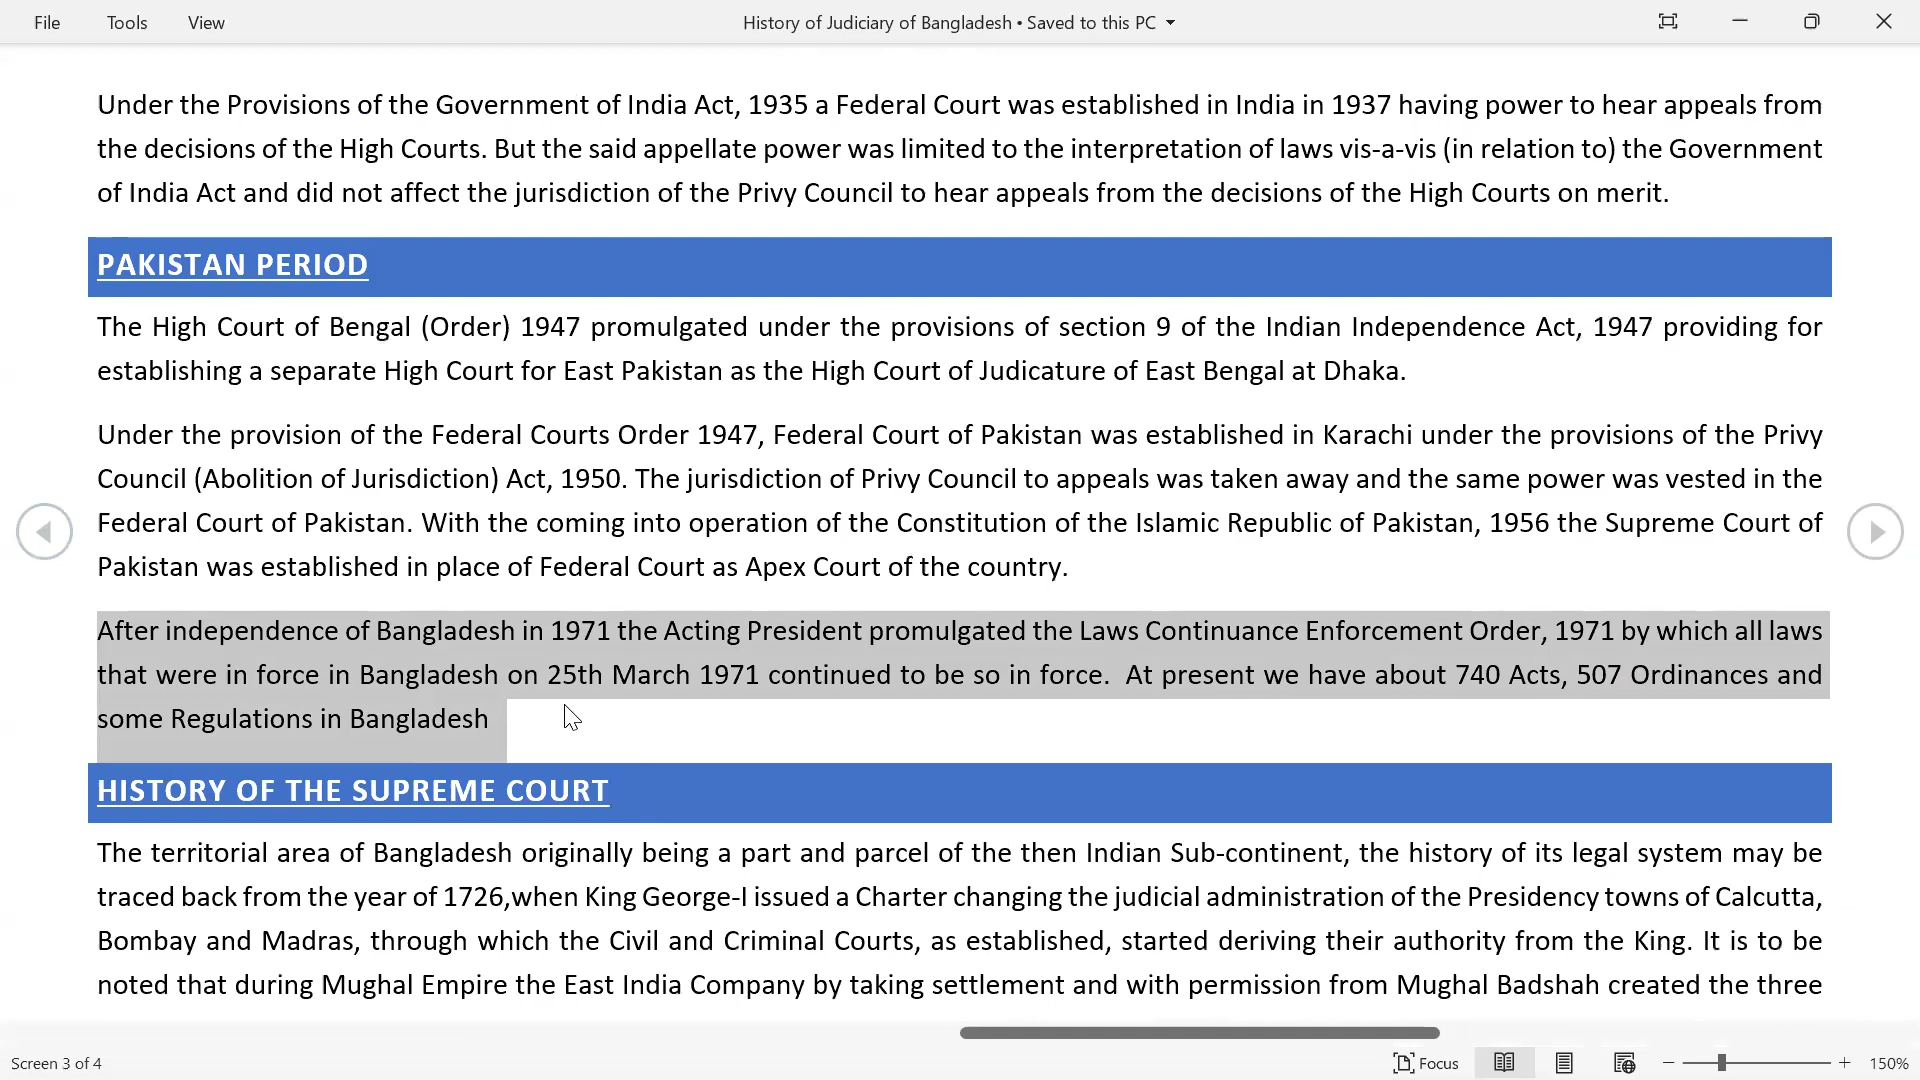 File Tools View History of Judiciary of Bangladesh • Saved to this PC
Under the Provisions of the Government of India Act, 1935 a Federal Court was established in India in 1937 having power to hear appeals from
the decisions of the High Courts. But the said appellate power was limited to the interpretation of laws vis-a-vis (in relation to) the Government
of India Act and did not affect the jurisdiction of the Privy Council to hear appeals from the decisions of the High Courts on merit.
PAKISTAN PERIOD
The High Court of Bengal (Order) 1947 promulgated under the provisions of section 9 of the Indian Independence Act, 1947 providing for
establishing a separate High Court for East Pakistan as the High Court of Judicature of East Bengal at Dhaka.
Under the provision of the Federal Courts Order 1947, Federal Court of Pakistan was established in Karachi under the provisions of the Privy
Council (Abolition of Jurisdiction) Act, 1950. The jurisdiction of Privy Council to appeals was taken away and the same power was vested in the
Federal Court of Pakistan. With the coming into operation of the Constitution of the Islamic Republic of Pakistan, 1956 the Supreme Court of
Pakistan was established in place of Federal Court as Apex Court of the country.
After independence of Bangladesh in 1971 the Acting President promulgated the Laws Continuance Enforcement Order, 1971 by which all laws
that were in force in Bangladesh on 25th March 1971 continued to be so in force. At present we have about 740 Acts, 507 Ordinances and
some Regulations in Bangladesh
HISTORY OF THE SUPREME COURT
The territorial area of Bangladesh originally being a part and parcel of the then Indian Sub-continent, the history of its legal system may be
traced back from the year of 1726,when King George-I issued a Charter changing the judicial administration of the Presidency towns of Calcutta,
Bombay and Madras, through which the Civil and Criminal Courts, as established, started deriving their authority from the King. It is to be
noted that during Mughal Empire the East India Company by taking settlement and with permission from Mughal Badshah created the three
Screen 3 of 4 Focus 150%